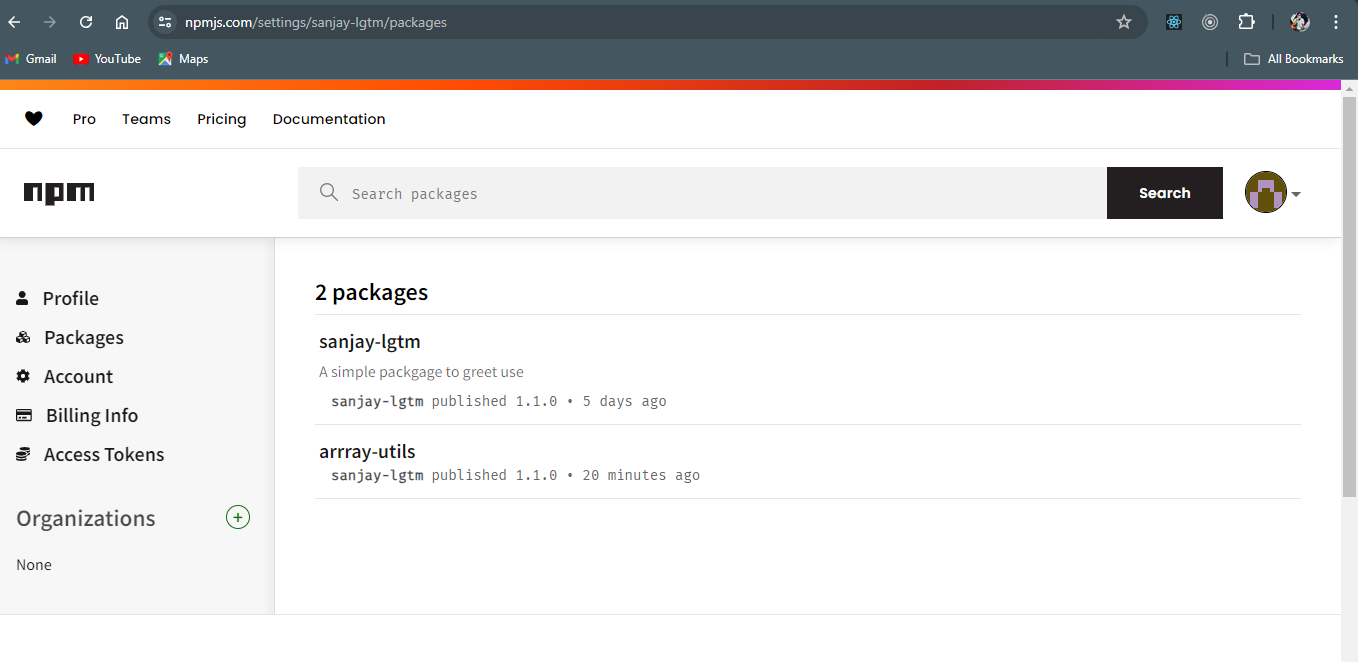 npmjs.com/settings/sanjay-lgtm/packages
Gmail YouTube Maps All Bookmarks
Pro Teams Pricing Documentation
npm Search packages Search
Profile
Packages
Account
Billing Info
Access Tokens
Organizations
None
2 packages
sanjay-lgtm
A simple packgage to greet use
sanjay-lgtm published 1.1.0 • 5 days ago
arrray-utils
sanjay-lgtm published 1.1.0 • 20 minutes ago